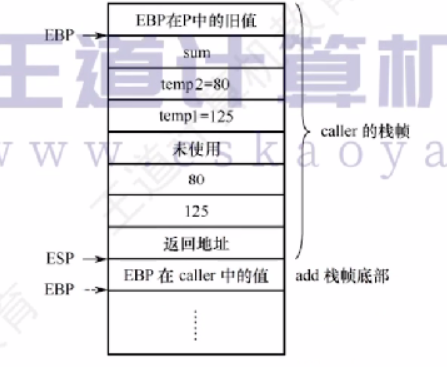 EBP在P中的旧值
EBP
sum
temp2=80
temp1=125
caller 的栈帧
未使用
80
125
返回地址
ESP
EBP 在 caller 中的值
add 栈帧底部
EBP
王道计算机
www.cskaoya